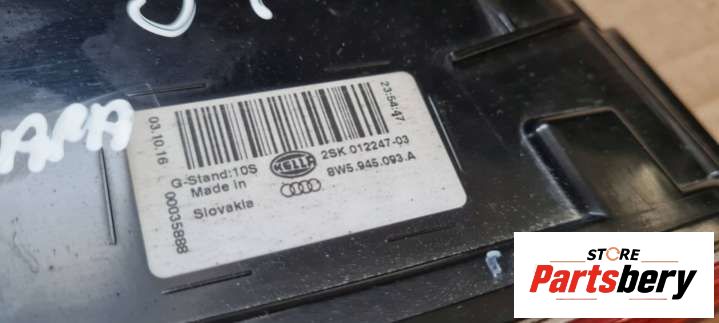 ARA
03.10.16
23:54:47
G-Stand:10S
HELLA
2SK 012247-03
Made in
8W5.945.093.A
Slovakia
00035888
STORE
Partsbery